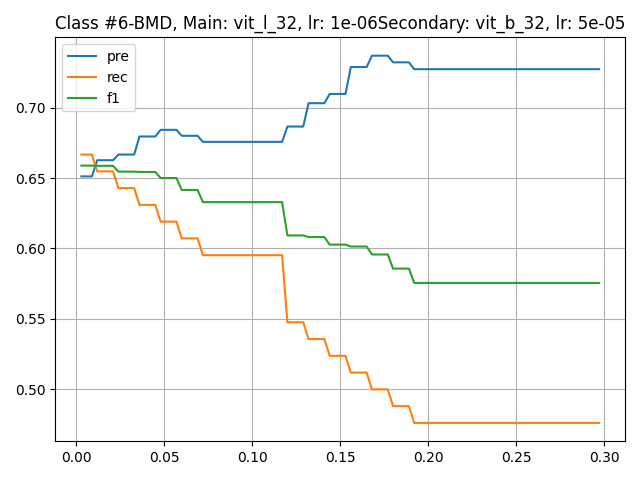 Class #6-BMD, Main: vit_l_32, lr: 1e-06Secondary: vit_b_32, lr: 5e-05
pre
rec
f1
0.70
0.65
0.60
0.55
0.50
0.00 0.05 0.10 0.15 0.20 0.25 0.30